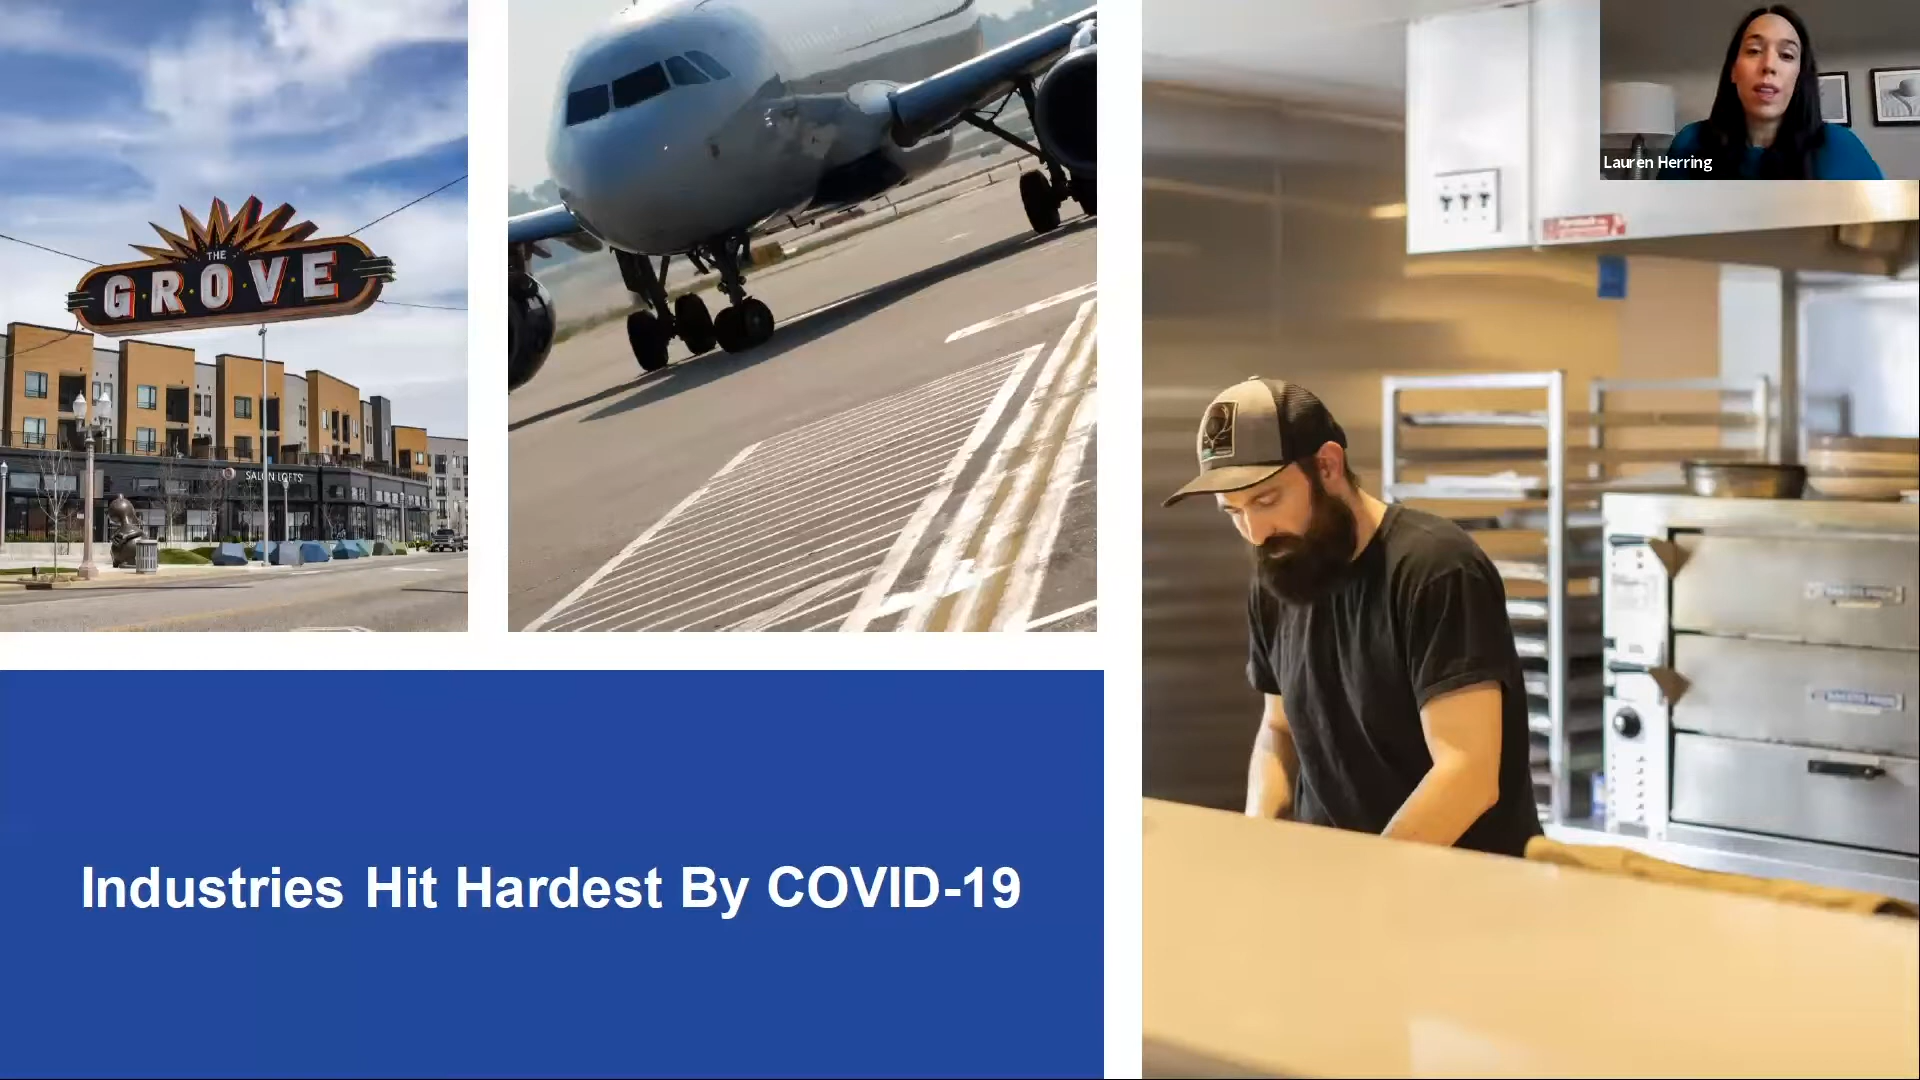 Lauren Herring
THE
GROVE
SALON LOFTS
Industries Hit Hardest By COVID-19